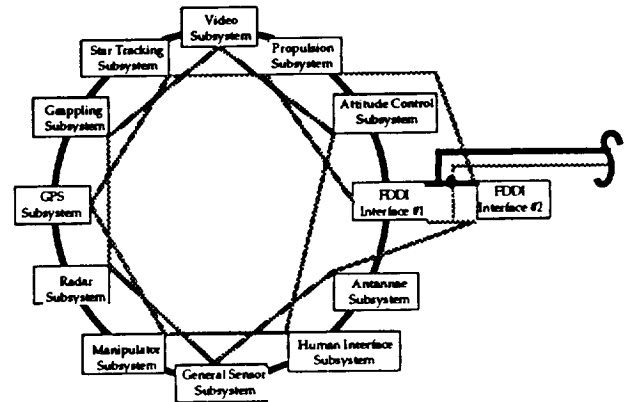 Video
Subsystem
Star Tracking
Subsystem
Propulsion
Subsystem
Grappling
Subsystem
Attitude Control
Subsystem
GPS
Subsystem
FDDI
Interface #1
FDDI
Interface #2
Radar
Subsystem
Antannae
Subsystem
Manipulator
Subsystem
Human Interface
Subsystem
General Sensor
Subsystem